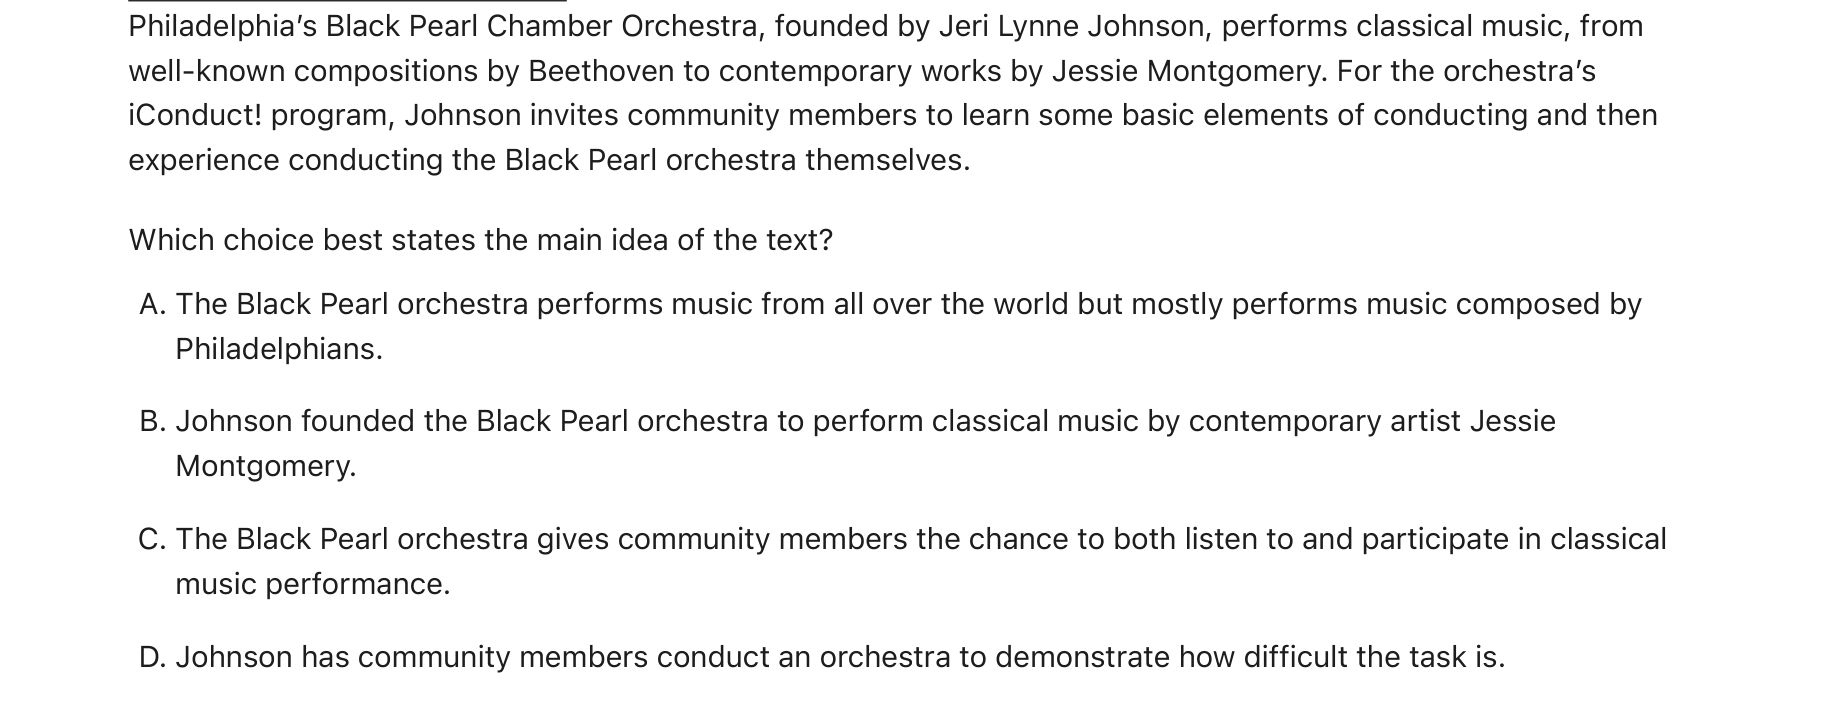 Philadelphia’s Black Pearl Chamber Orchestra, founded by Jeri Lynne Johnson, performs classical music, from
well-known compositions by Beethoven to contemporary works by Jessie Montgomery. For the orchestra’s
iConduct! program, Johnson invites community members to learn some basic elements of conducting and then
experience conducting the Black Pearl orchestra themselves.
Which choice best states the main idea of the text?
A. The Black Pearl orchestra performs music from all over the world but mostly performs music composed by
Philadelphians.
B. Johnson founded the Black Pearl orchestra to perform classical music by contemporary artist Jessie
Montgomery.
C. The Black Pearl orchestra gives community members the chance to both listen to and participate in classical
music performance.
D. Johnson has community members conduct an orchestra to demonstrate how difficult the task is.